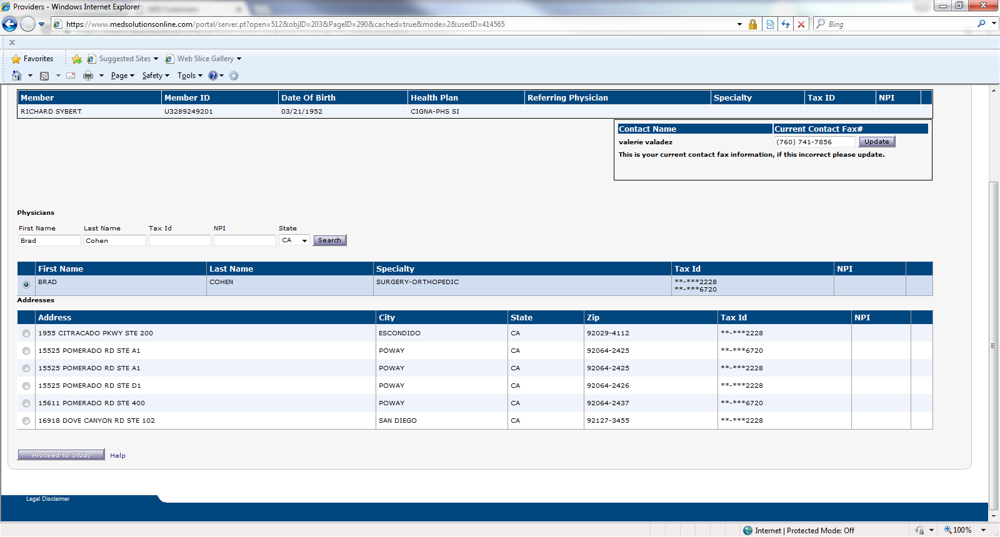 Providers - Windows Internet Explorer
https://www.medsolutionsonline.com/portal/server.pt?open=512&objID=203&PageID=290&cached=true&mode=2&userID=414565
Bing
x
Favorites Suggested Sites Web Slice Gallery
Page Safety Tools
Member Member ID Date Of Birth Health Plan Referring Physician Specialty Tax ID NPI
RICHARD SYBERT U3289249201 03/21/1952 CIGNA-PHS SI
Contact Name Current Contact Fax#
valerie valadez (760) 741-7856 Update
This is your current contact fax information, if this incorrect please update.
Physicians
First Name Last Name Tax Id NPI State
Brad Cohen CA Search
First Name Last Name Specialty Tax Id NPI
BRAD COHEN SURGERY-ORTHOPEDIC **-***2228
**-***6720
Addresses
Address City State Zip Tax Id NPI
1955 CITRACADO PKWY STE 200 ESCONDIDO CA 92029-4112 **-***2228
15525 POMERADO RD STE A1 POWAY CA 92064-2425 **-***6720
15525 POMERADO RD STE A1 POWAY CA 92064-2425 **-***2228
15525 POMERADO RD STE D1 POWAY CA 92064-2426 **-***2228
15611 POMERADO RD STE 400 POWAY CA 92064-2437 **-***6720
16918 DOVE CANYON RD STE 102 SAN DIEGO CA 92127-3455 **-***2228
Proceed to Study Help
Legal Disclaimer
Internet | Protected Mode: Off 100%